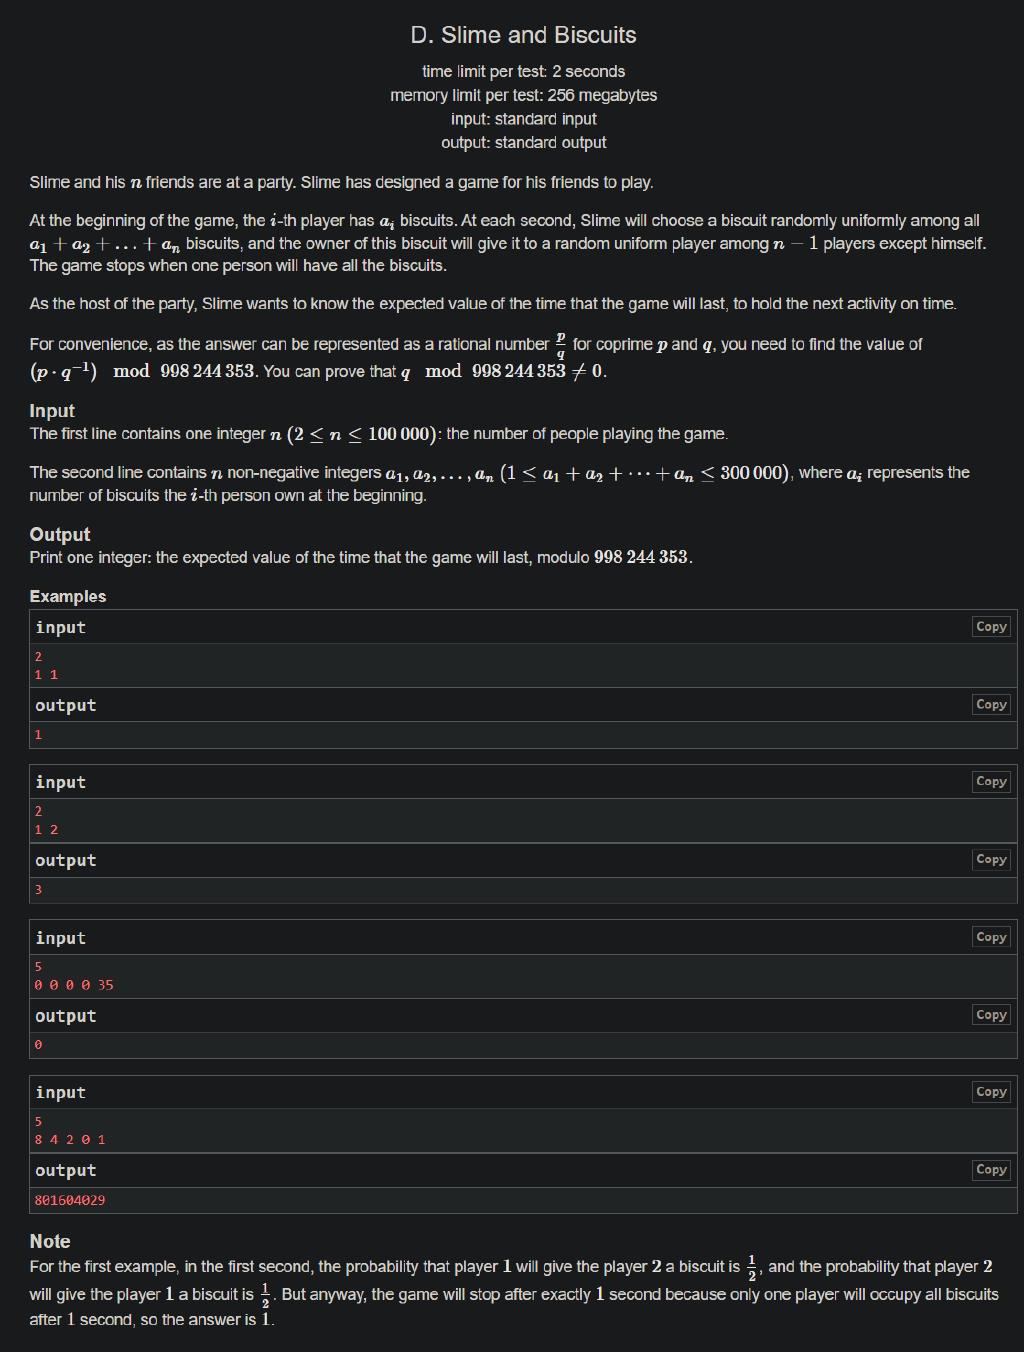 D. Slime and Biscuits
time limit per test: 2 seconds
memory limit per test: 256 megabytes
input: standard input
output: standard output
Slime and his n friends are at a party. Slime has designed a game for his friends to play.
At the beginning of the game, the i-th player has a_i biscuits. At each second, Slime will choose a biscuit randomly uniformly among all
a_1 + a_2 + … + a_n biscuits, and the owner of this biscuit will give it to a random uniform player among n − 1 players except himself.
The game stops when one person will have all the biscuits.
As the host of the party, Slime wants to know the expected value of the time that the game will last, to hold the next activity on time.
For convenience, as the answer can be represented as a rational number p/q for coprime p and q, you need to find the value of
(p · q^{-1}) mod 998 244 353. You can prove that q mod 998 244 353 ≠ 0.
Input
The first line contains one integer n (2 ≤ n ≤ 100 000): the number of people playing the game.
The second line contains n non-negative integers a_1, a_2, …, a_n (1 ≤ a_1 + a_2 + ⋯ + a_n ≤ 300 000), where a_i represents the
number of biscuits the i-th person own at the beginning.
Output
Print one integer: the expected value of the time that the game will last, modulo 998 244 353.
Examples
input Copy
2
1 1
output Copy
1
input Copy
2
1 2
output Copy
3
input Copy
5
0 0 0 0 35
output Copy
0
input Copy
5
8 4 2 0 1
output Copy
801604029
Note
For the first example, in the first second, the probability that player 1 will give the player 2 a biscuit is 1/2, and the probability that player 2
will give the player 1 a biscuit is 1/2. But anyway, the game will stop after exactly 1 second because only one player will occupy all biscuits
after 1 second, so the answer is 1.